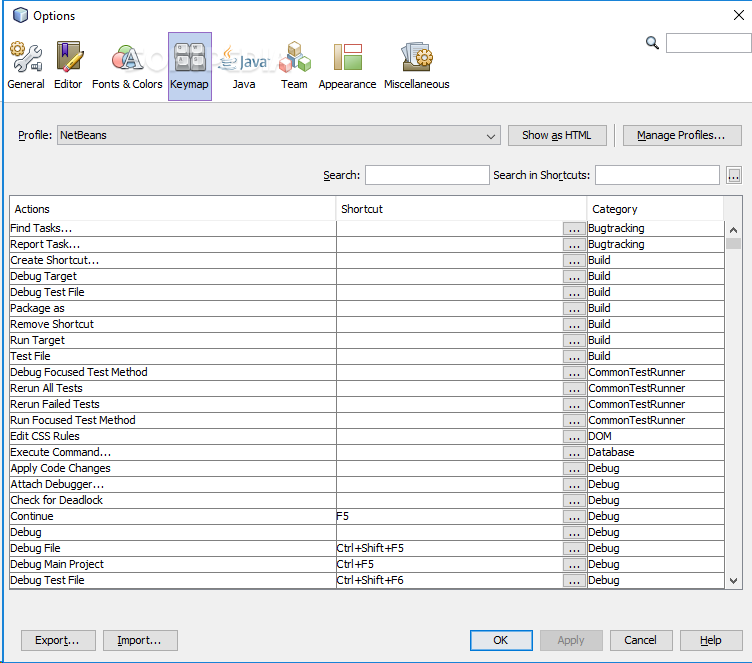 Options
General Editor Fonts & Colors Keymap Java Team Appearance Miscellaneous
Profile: NetBeans Show as HTML Manage Profiles...
Search: Search in Shortcuts: ...
Actions Shortcut Category
Find Tasks... ... Bugtracking
Report Task... ... Bugtracking
Create Shortcut... ... Build
Debug Target ... Build
Debug Test File ... Build
Package as ... Build
Remove Shortcut ... Build
Run Target ... Build
Test File ... Build
Debug Focused Test Method ... CommonTestRunner
Rerun All Tests ... CommonTestRunner
Rerun Failed Tests ... CommonTestRunner
Run Focused Test Method ... CommonTestRunner
Edit CSS Rules ... DOM
Execute Command... ... Database
Apply Code Changes ... Debug
Attach Debugger... ... Debug
Check for Deadlock ... Debug
Continue F5 ... Debug
Debug ... Debug
Debug File Ctrl+Shift+F5 ... Debug
Debug Main Project Ctrl+F5 ... Debug
Debug Test File Ctrl+Shift+F6 ... Debug
Export... Import... OK Apply Cancel Help